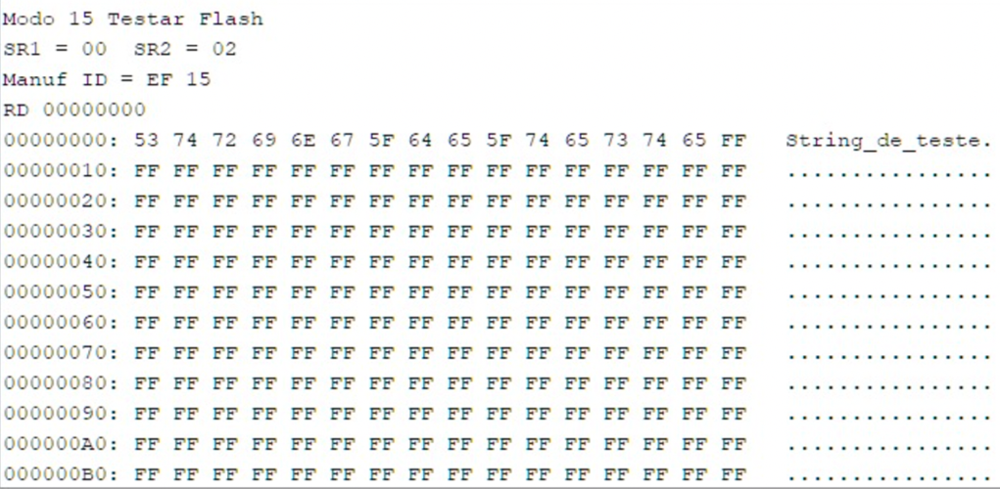 Modo 15 Testar Flash
SR1 = 00  SR2 = 02
Manuf ID = EF 15
RD 00000000
00000000: 53 74 72 69 6E 67 5F 64 65 5F 74 65 73 74 65 FF   String_de_teste.
00000010: FF FF FF FF FF FF FF FF FF FF FF FF FF FF FF FF   ................
00000020: FF FF FF FF FF FF FF FF FF FF FF FF FF FF FF FF   ................
00000030: FF FF FF FF FF FF FF FF FF FF FF FF FF FF FF FF   ................
00000040: FF FF FF FF FF FF FF FF FF FF FF FF FF FF FF FF   ................
00000050: FF FF FF FF FF FF FF FF FF FF FF FF FF FF FF FF   ................
00000060: FF FF FF FF FF FF FF FF FF FF FF FF FF FF FF FF   ................
00000070: FF FF FF FF FF FF FF FF FF FF FF FF FF FF FF FF   ................
00000080: FF FF FF FF FF FF FF FF FF FF FF FF FF FF FF FF   ................
00000090: FF FF FF FF FF FF FF FF FF FF FF FF FF FF FF FF   ................
000000A0: FF FF FF FF FF FF FF FF FF FF FF FF FF FF FF FF   ................
000000B0: FF FF FF FF FF FF FF FF FF FF FF FF FF FF FF FF   ................